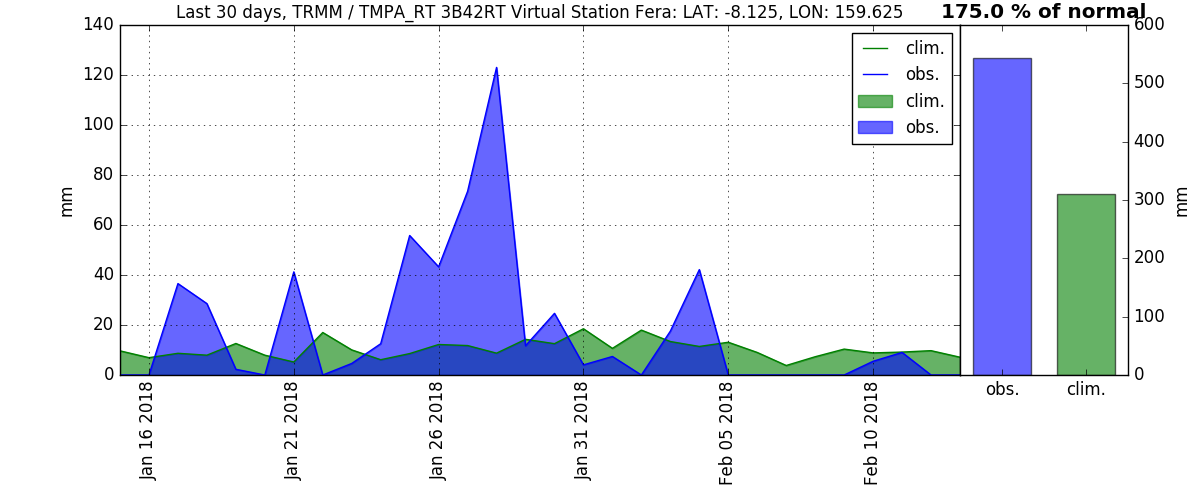 Last 30 days, TRMM / TMPA_RT 3B42RT Virtual Station Fera: LAT: -8.125, LON: 159.625
175.0 % of normal
140
120
100
80
60
40
20
0
mm
clim.
obs.
clim.
obs.
Jan 16 2018
Jan 21 2018
Jan 26 2018
Jan 31 2018
Feb 05 2018
Feb 10 2018
600
500
400
300
200
100
0
mm
obs.
clim.